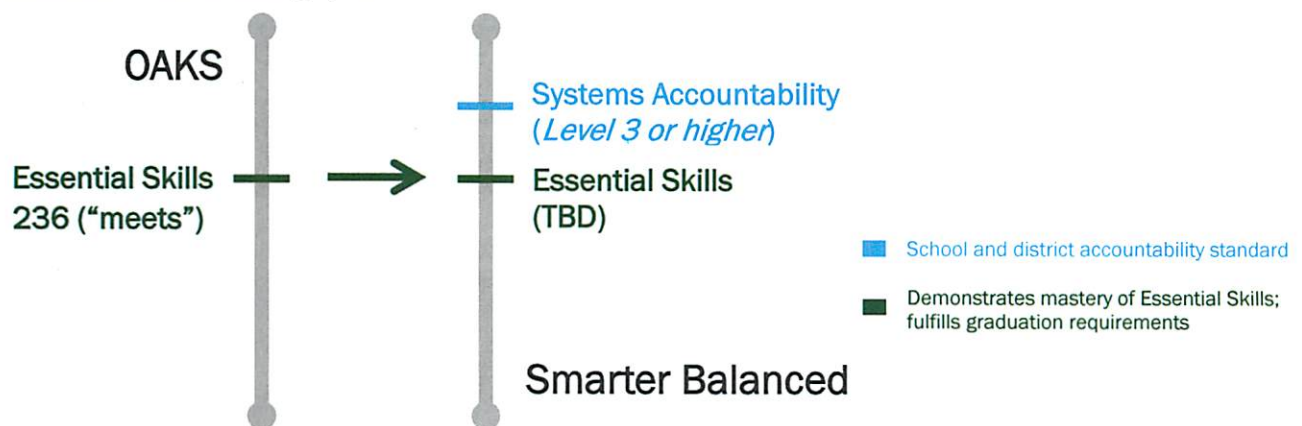 OAKS
Essential Skills
236 (“meets”)
Systems Accountability
(Level 3 or higher)
Essential Skills
(TBD)
Smarter Balanced
School and district accountability standard
Demonstrates mastery of Essential Skills;
fulfills graduation requirements